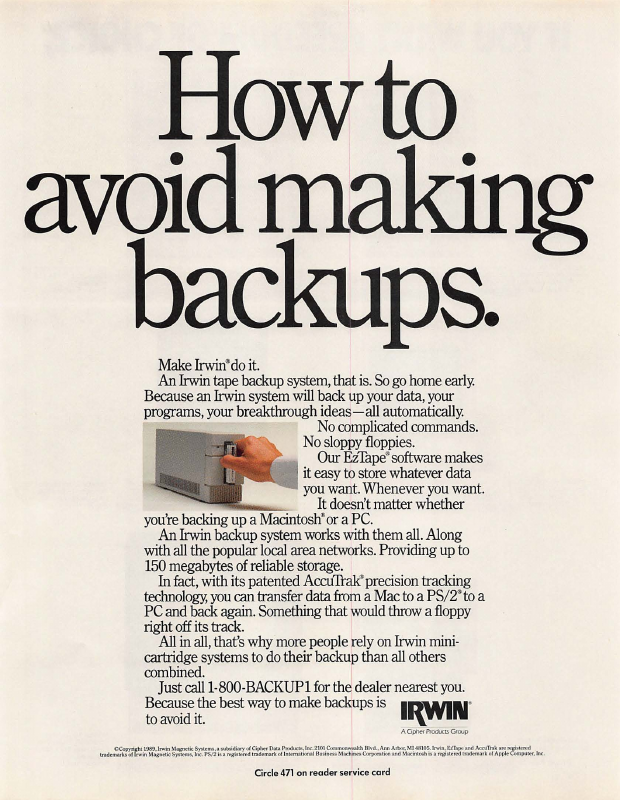 How to
avoid making
backups.
Make Irwin® do it.
An Irwin tape backup system, that is. So go home early.
Because an Irwin system will back up your data, your
programs, your breakthrough ideas—all automatically.
No complicated commands.
No sloppy floppies.
Our EzTape® software makes
it easy to store whatever data
you want. Whenever you want.
It doesn't matter whether
you're backing up a Macintosh® or a PC.
An Irwin backup system works with them all. Along
with all the popular local area networks. Providing up to
150 megabytes of reliable storage.
In fact, with its patented AccuTrak® precision tracking
technology, you can transfer data from a Mac to a PS/2® to a
PC and back again. Something that would throw a floppy
right off its track.
All in all, that's why more people rely on Irwin mini-
cartridge systems to do their backup than all others
combined.
Just call 1-800-BACKUP1 for the dealer nearest you.
Because the best way to make backups is
to avoid it.
IRWIN®
A Cipher Products Group
©Copyright 1989, Irwin Magnetic Systems, a subsidiary of Cipher Data Products, Inc. 2101 Commonwealth Blvd., Ann Arbor, MI 48105. Irwin, EzTape and AccuTrak are registered
trademarks of Irwin Magnetic Systems, Inc. PS/2 is a registered trademark of International Business Machines Corporation and Macintosh is a registered trademark of Apple Computer, Inc.
Circle 471 on reader service card